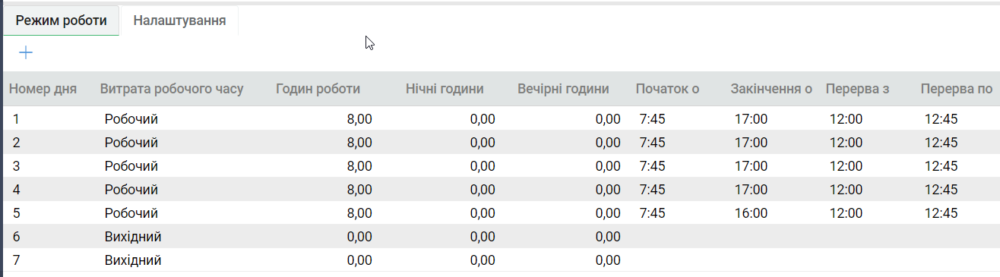 Режим роботи Налаштування
Номер дня Витрата робочого часу Годин роботи Нічні години Вечірні години Початок о Закінчення о Перерва з Перерва по
1 Робочий 8,00 0,00 0,00 7:45 17:00 12:00 12:45
2 Робочий 8,00 0,00 0,00 7:45 17:00 12:00 12:45
3 Робочий 8,00 0,00 0,00 7:45 17:00 12:00 12:45
4 Робочий 8,00 0,00 0,00 7:45 17:00 12:00 12:45
5 Робочий 8,00 0,00 0,00 7:45 16:00 12:00 12:45
6 Вихідний 0,00 0,00 0,00
7 Вихідний 0,00 0,00 0,00